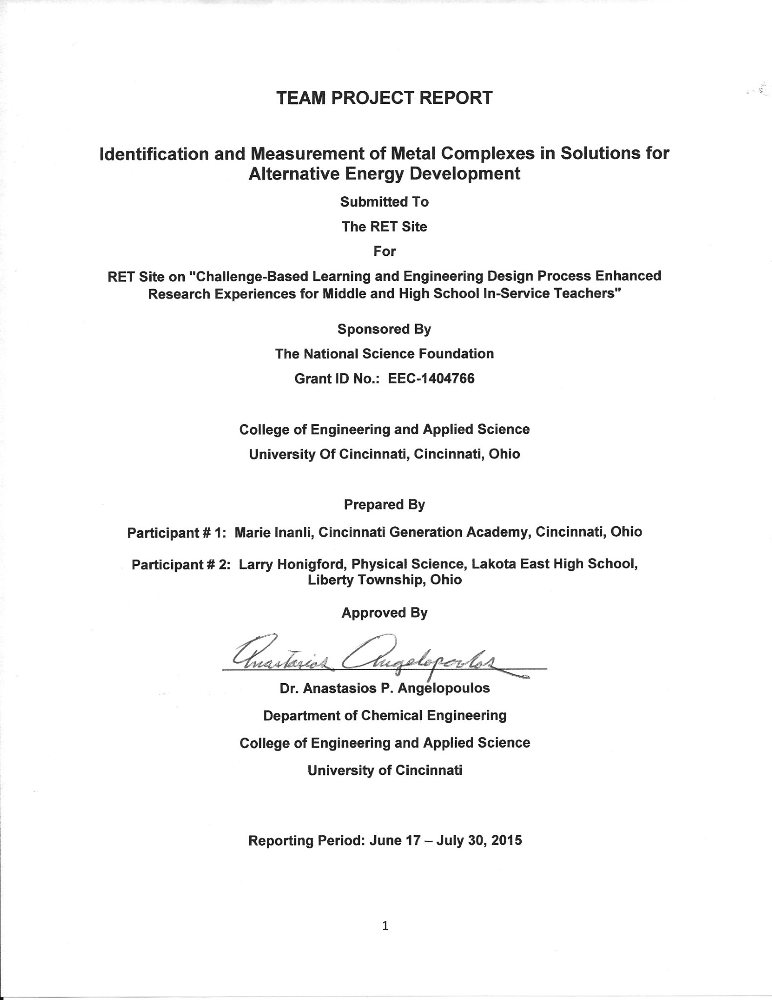 TEAM PROJECT REPORT
Identification and Measurement of Metal Complexes in Solutions for
Alternative Energy Development
Submitted To
The RET Site
For
RET Site on "Challenge-Based Learning and Engineering Design Process Enhanced
Research Experiences for Middle and High School In-Service Teachers"
Sponsored By
The National Science Foundation
Grant ID No.:  EEC-1404766
College of Engineering and Applied Science
University Of Cincinnati, Cincinnati, Ohio
Prepared By
Participant # 1:  Marie Inanli, Cincinnati Generation Academy, Cincinnati, Ohio
Participant # 2:  Larry Honigford, Physical Science, Lakota East High School,
Liberty Township, Ohio
Approved By
Anastasios Angelopoulos
Dr. Anastasios P. Angelopoulos
Department of Chemical Engineering
College of Engineering and Applied Science
University of Cincinnati
Reporting Period: June 17 – July 30, 2015
1